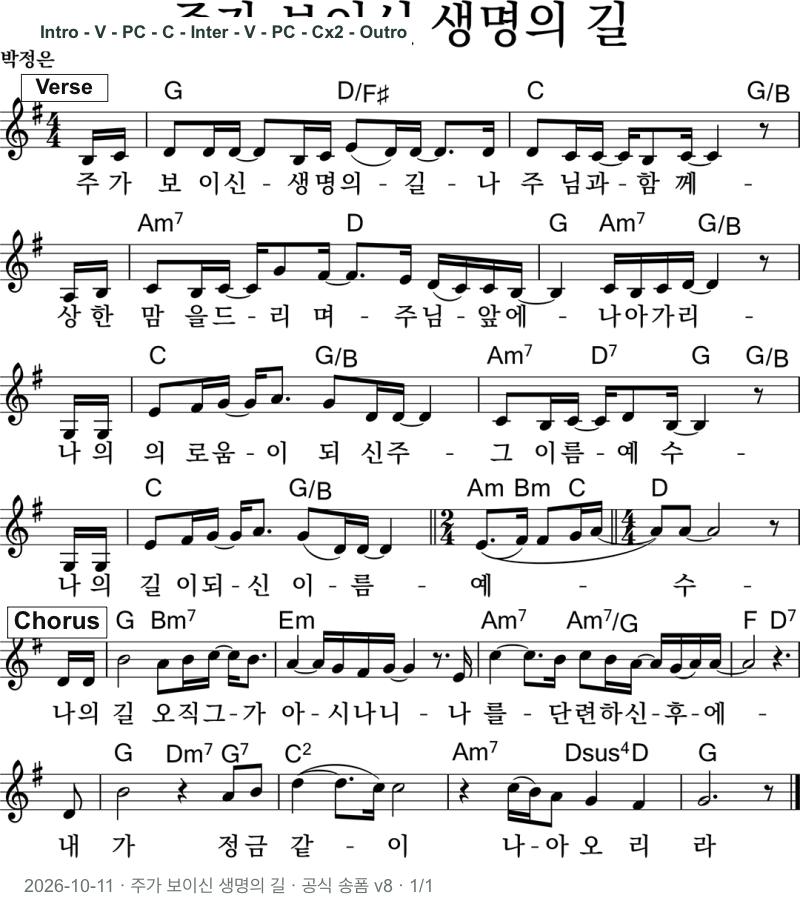 주가 보이신 생명의 길
Intro - V - PC - C - Inter - V - PC - Cx2 - Outro
박정은
Verse
G D/F♯ C G/B
주 가 보 이신 - 생명의 - 길 - 나 주 님과 - 함 께 -
Am7 D G Am7 G/B
상 한 맘 을드 - 리 며 - 주님 - 앞에 - 나아가리 -
C G/B Am7 D7 G G/B
나 의 의 로움 - 이 되 신주 - 그 이름 - 예 수 -
C G/B Am Bm C D
나 의 길 이되 - 신 이 - 름 - 예 - 수 -
Chorus
G Bm7 Em Am7 Am7/G F D7
나의 길 오직그 - 가 아 - 시나니 - 나 를 - 단련하신 - 후 - 에 -
G Dm7 G7 C2 Am7 Dsus4 D G
내 가 정금 같 - 이 나 - 아 오 리 라
2026-10-11 · 주가 보이신 생명의 길 · 공식 송폼 v8 · 1/1